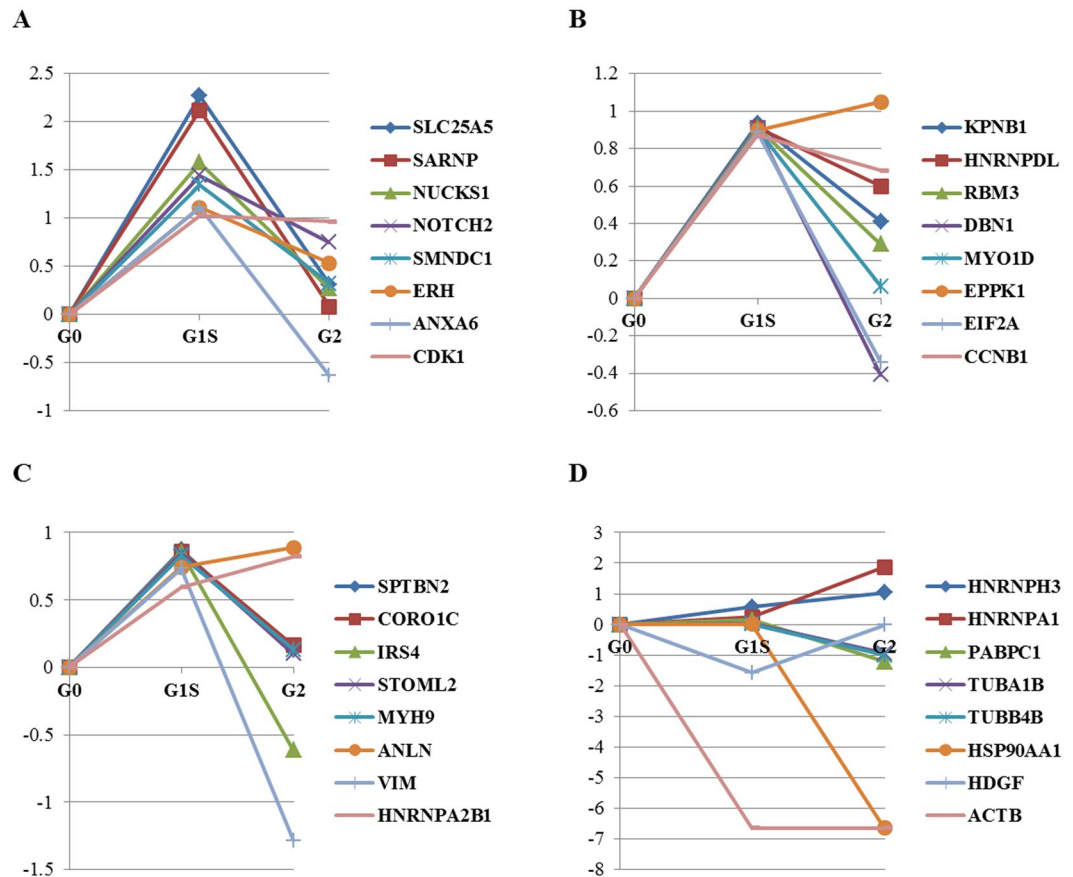 A
2.5
2
1.5
1
0.5
0
-0.5
-1
G0
G1S
G2
SLC25A5
SARNP
NUCKS1
NOTCH2
SMNDC1
ERH
ANXA6
CDK1
B
1.2
1
0.8
0.6
0.4
0.2
0
-0.2
-0.4
-0.6
G0
G1S
G2
KPNB1
HNRNPDL
RBM3
DBN1
MYO1D
EPPK1
EIF2A
CCNB1
C
1
0.5
0
-0.5
-1
-1.5
G0
G1S
G2
SPTBN2
CORO1C
IRS4
STOML2
MYH9
ANLN
VIM
HNRNPA2B1
D
3
2
1
0
-1
-2
-3
-4
-5
-6
-7
-8
G0
G1S
G2
HNRNPH3
HNRNPA1
PABPC1
TUBA1B
TUBB4B
HSP90AA1
HDGF
ACTB